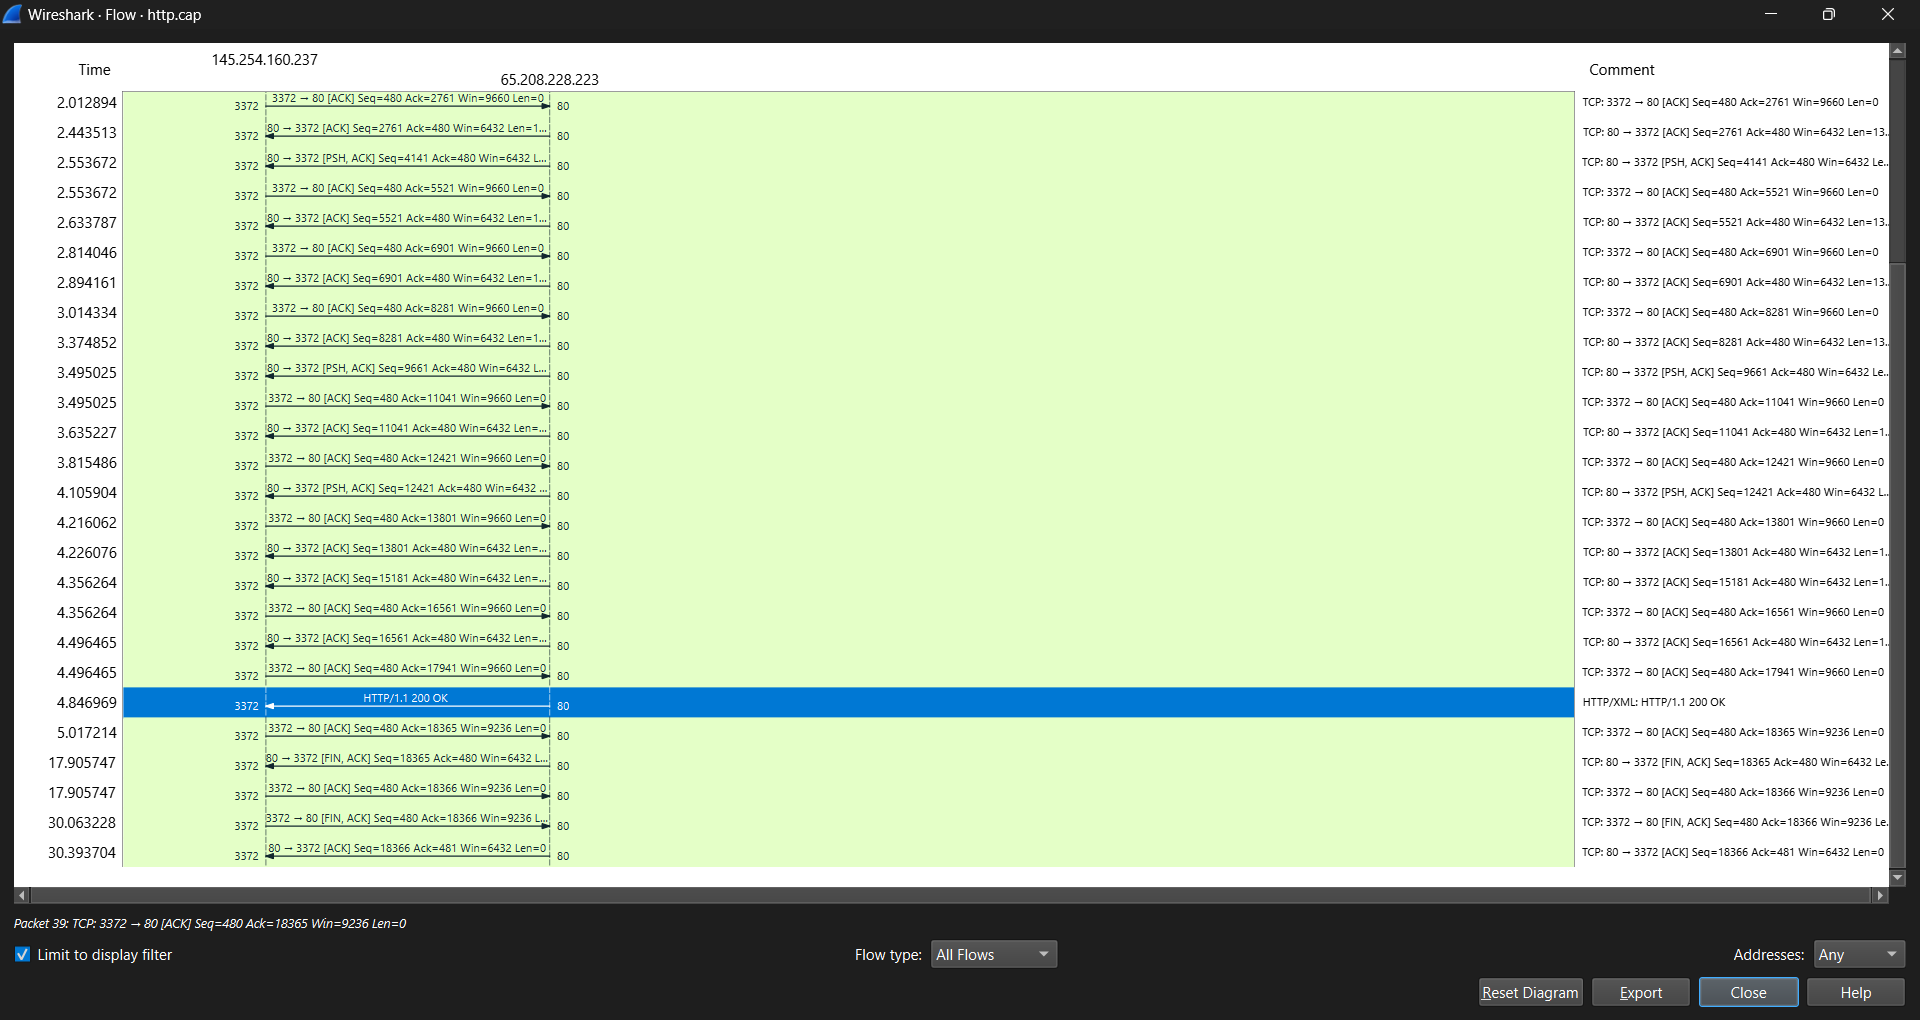 Wireshark · Flow · http.cap
145.254.160.237
Time
65.208.228.223
Comment
2.012894 3372 3372 → 80 [ACK] Seq=480 Ack=2761 Win=9660 Len=0 80 TCP: 3372 → 80 [ACK] Seq=480 Ack=2761 Win=9660 Len=0
2.443513 3372 80 → 3372 [ACK] Seq=2761 Ack=480 Win=6432 Len=1... 80 TCP: 80 → 3372 [ACK] Seq=2761 Ack=480 Win=6432 Len=13..
2.553672 3372 80 → 3372 [PSH, ACK] Seq=4141 Ack=480 Win=6432 L... 80 TCP: 80 → 3372 [PSH, ACK] Seq=4141 Ack=480 Win=6432 Le..
2.553672 3372 3372 → 80 [ACK] Seq=480 Ack=5521 Win=9660 Len=0 80 TCP: 3372 → 80 [ACK] Seq=480 Ack=5521 Win=9660 Len=0
2.633787 3372 80 → 3372 [ACK] Seq=5521 Ack=480 Win=6432 Len=1... 80 TCP: 80 → 3372 [ACK] Seq=5521 Ack=480 Win=6432 Len=13..
2.814046 3372 3372 → 80 [ACK] Seq=480 Ack=6901 Win=9660 Len=0 80 TCP: 3372 → 80 [ACK] Seq=480 Ack=6901 Win=9660 Len=0
2.894161 3372 80 → 3372 [ACK] Seq=6901 Ack=480 Win=6432 Len=1... 80 TCP: 80 → 3372 [ACK] Seq=6901 Ack=480 Win=6432 Len=13..
3.014334 3372 3372 → 80 [ACK] Seq=480 Ack=8281 Win=9660 Len=0 80 TCP: 3372 → 80 [ACK] Seq=480 Ack=8281 Win=9660 Len=0
3.374852 3372 80 → 3372 [ACK] Seq=8281 Ack=480 Win=6432 Len=1... 80 TCP: 80 → 3372 [ACK] Seq=8281 Ack=480 Win=6432 Len=13..
3.495025 3372 80 → 3372 [PSH, ACK] Seq=9661 Ack=480 Win=6432 L... 80 TCP: 80 → 3372 [PSH, ACK] Seq=9661 Ack=480 Win=6432 Le..
3.495025 3372 3372 → 80 [ACK] Seq=480 Ack=11041 Win=9660 Len=0 80 TCP: 3372 → 80 [ACK] Seq=480 Ack=11041 Win=9660 Len=0
3.635227 3372 80 → 3372 [ACK] Seq=11041 Ack=480 Win=6432 Len=... 80 TCP: 80 → 3372 [ACK] Seq=11041 Ack=480 Win=6432 Len=1..
3.815486 3372 3372 → 80 [ACK] Seq=480 Ack=12421 Win=9660 Len=0 80 TCP: 3372 → 80 [ACK] Seq=480 Ack=12421 Win=9660 Len=0
4.105904 3372 80 → 3372 [PSH, ACK] Seq=12421 Ack=480 Win=6432 ... 80 TCP: 80 → 3372 [PSH, ACK] Seq=12421 Ack=480 Win=6432 L..
4.216062 3372 3372 → 80 [ACK] Seq=480 Ack=13801 Win=9660 Len=0 80 TCP: 3372 → 80 [ACK] Seq=480 Ack=13801 Win=9660 Len=0
4.226076 3372 80 → 3372 [ACK] Seq=13801 Ack=480 Win=6432 Len=... 80 TCP: 80 → 3372 [ACK] Seq=13801 Ack=480 Win=6432 Len=1..
4.356264 3372 80 → 3372 [ACK] Seq=15181 Ack=480 Win=6432 Len=... 80 TCP: 80 → 3372 [ACK] Seq=15181 Ack=480 Win=6432 Len=1..
4.356264 3372 3372 → 80 [ACK] Seq=480 Ack=16561 Win=9660 Len=0 80 TCP: 3372 → 80 [ACK] Seq=480 Ack=16561 Win=9660 Len=0
4.496465 3372 80 → 3372 [ACK] Seq=16561 Ack=480 Win=6432 Len=... 80 TCP: 80 → 3372 [ACK] Seq=16561 Ack=480 Win=6432 Len=1..
4.496465 3372 3372 → 80 [ACK] Seq=480 Ack=17941 Win=9660 Len=0 80 TCP: 3372 → 80 [ACK] Seq=480 Ack=17941 Win=9660 Len=0
4.846969 3372 HTTP/1.1 200 OK 80 HTTP/XML: HTTP/1.1 200 OK
5.017214 3372 3372 → 80 [ACK] Seq=480 Ack=18365 Win=9236 Len=0 80 TCP: 3372 → 80 [ACK] Seq=480 Ack=18365 Win=9236 Len=0
17.905747 3372 80 → 3372 [FIN, ACK] Seq=18365 Ack=480 Win=6432 L... 80 TCP: 80 → 3372 [FIN, ACK] Seq=18365 Ack=480 Win=6432 Le.
17.905747 3372 3372 → 80 [ACK] Seq=480 Ack=18366 Win=9236 Len=0 80 TCP: 3372 → 80 [ACK] Seq=480 Ack=18366 Win=9236 Len=0
30.063228 3372 3372 → 80 [FIN, ACK] Seq=480 Ack=18366 Win=9236 L... 80 TCP: 3372 → 80 [FIN, ACK] Seq=480 Ack=18366 Win=9236 Le.
30.393704 3372 80 → 3372 [ACK] Seq=18366 Ack=481 Win=6432 Len=0 80 TCP: 80 → 3372 [ACK] Seq=18366 Ack=481 Win=6432 Len=0
Packet 39: TCP: 3372 → 80 [ACK] Seq=480 Ack=18365 Win=9236 Len=0
Limit to display filter Flow type: All Flows Addresses: Any
Reset Diagram Export Close Help